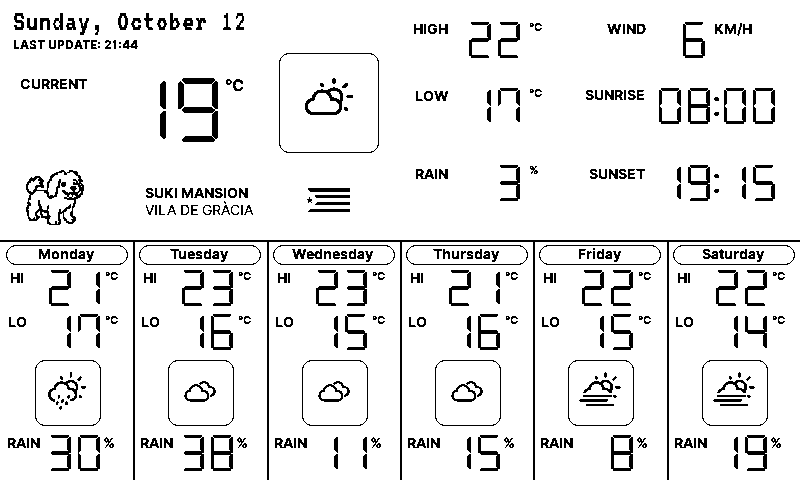 Sunday, October 12
LAST UPDATE: 21:44
CURRENT 19 °C
HIGH 22 °C
WIND 6 KM/H
LOW 17 °C
SUNRISE 08:00
RAIN 3 %
SUNSET 19:15
SUKI MANSION
VILA DE GRÀCIA
Monday
HI 21 °C
LO 17 °C
RAIN 30 %
Tuesday
HI 23 °C
LO 16 °C
RAIN 38 %
Wednesday
HI 23 °C
LO 15 °C
RAIN 11 %
Thursday
HI 21 °C
LO 16 °C
RAIN 15 %
Friday
HI 22 °C
LO 15 °C
RAIN 8 %
Saturday
HI 22 °C
LO 14 °C
RAIN 19 %